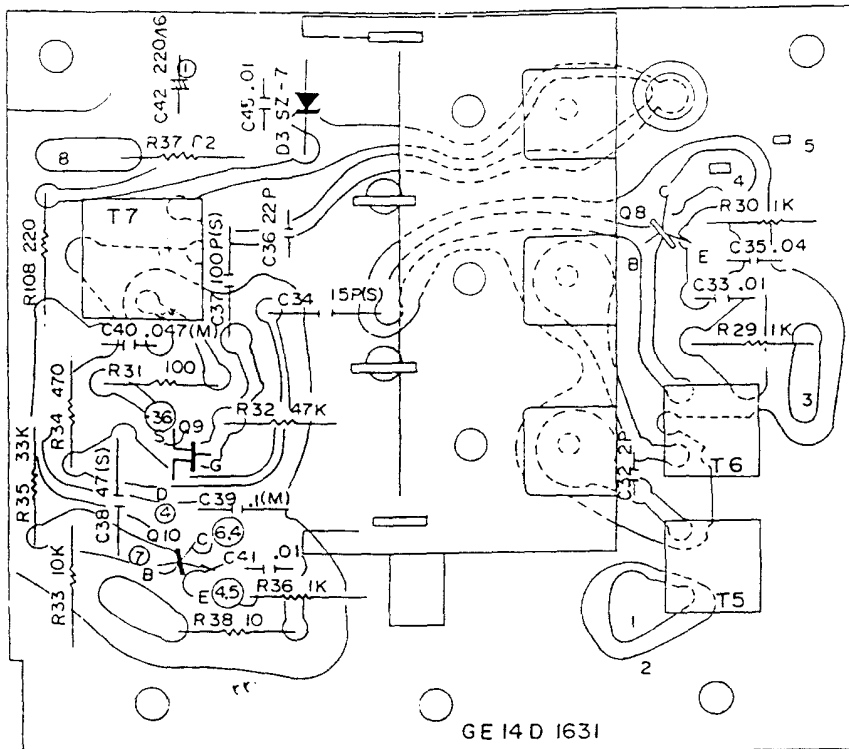 C42 220/16
1
C45 .01
D3 SZ-7
8
R37
5
4
C
Q8
B
E
R30 1K
C35 .04
C33 .01
R29 1K
3
T7
R108 220
C37 100P(S)
C36 22P
C34 15P(S)
C40 .047(M)
R31 100
R34 470
.36
S
Q9
G
R32 47K
R35 33K
C38 47(S)
D
4
C39 .1(M)
Q10
C
6,4
7
B
C41 .01
E
4,5
R36 1K
R33 10K
R38 10
C32 2P
T6
T5
1
2
GE 14 D 1631